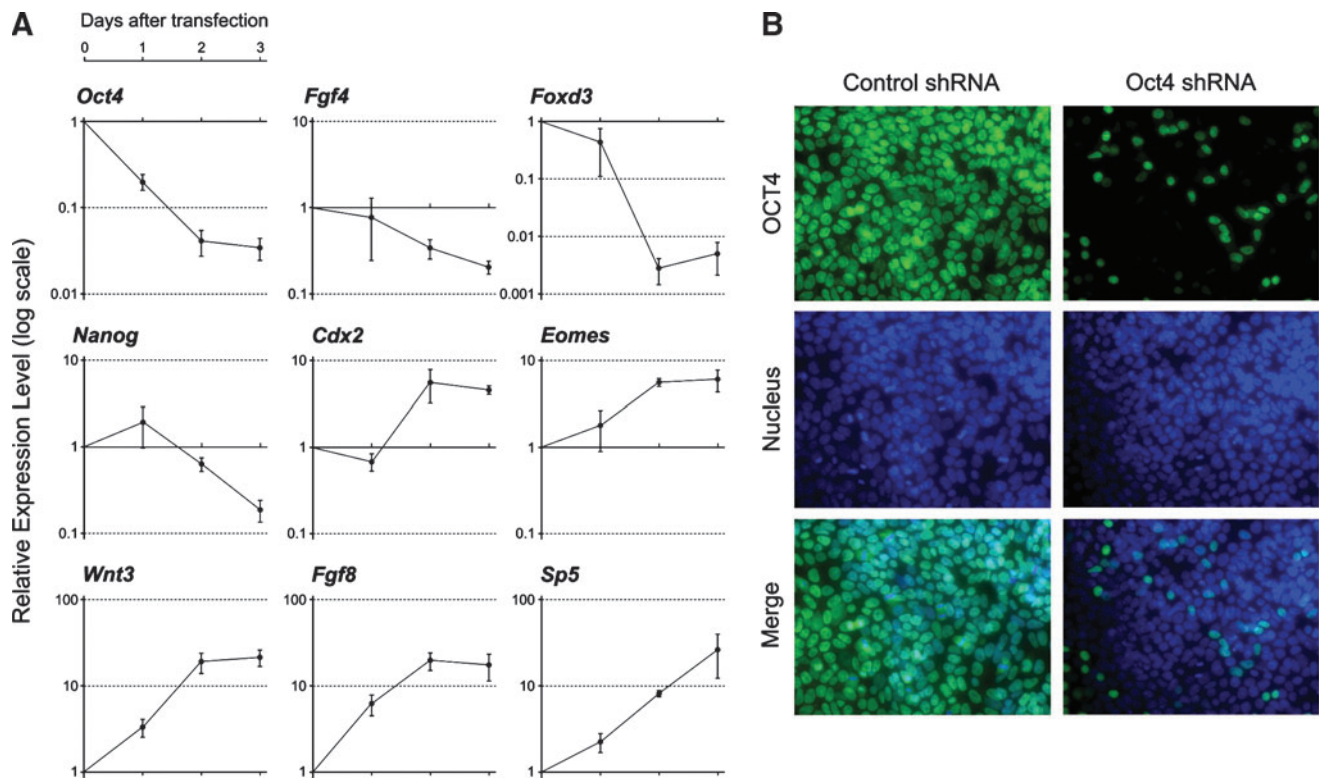 A
Days after transfection
0 1 2 3
Relative Expression Level (log scale)
Oct4
1
0.1
0.01
Fgf4
10
1
0.1
Foxd3
1
0.1
0.01
0.001
Nanog
10
1
0.1
Cdx2
10
1
0.1
Eomes
10
1
0.1
Wnt3
100
10
1
Fgf8
100
10
1
Sp5
100
10
1
B
Control shRNA
Oct4 shRNA
OCT4
Nucleus
Merge